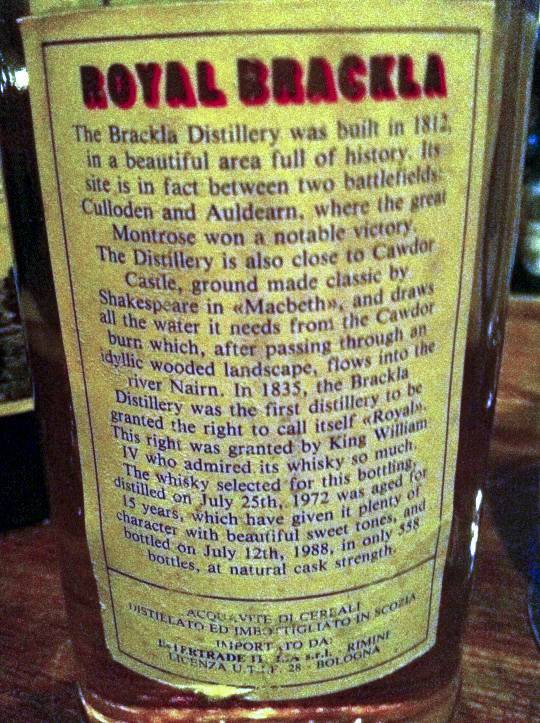 ROYAL BRACKLA
The Brackla Distillery was built in 1812,
in a beautiful area full of history. Its
site is in fact between two battlefields:
Culloden and Auldearn, where the great
Montrose won a notable victory.
The Distillery is also close to Cawdor
Castle, ground made classic by
Shakespeare in «Macbeth», and draws
all the water it needs from the Cawdor
burn which, after passing through an
idyllic wooded landscape, flows into the
river Nairn. In 1835, the Brackla
Distillery was the first distillery to be
granted the right to call itself «Royal».
This right was granted by King William
IV who admired its whisky so much.
The whisky selected for this bottling,
distilled on July 25th, 1972 was aged for
15 years, which have given it plenty of
character with beautiful sweet tones, and
bottled on July 12th, 1988, in only 358
bottles, at natural cask strength.
ACQUAVITE DI CEREALI
DISTILLATO ED IMBOTTIGLIATO IN SCOZIA
IMPORTATO DA:
s.r.l. RIMINI
LICENZA U.T.I.F. 28 - BOLOGNA